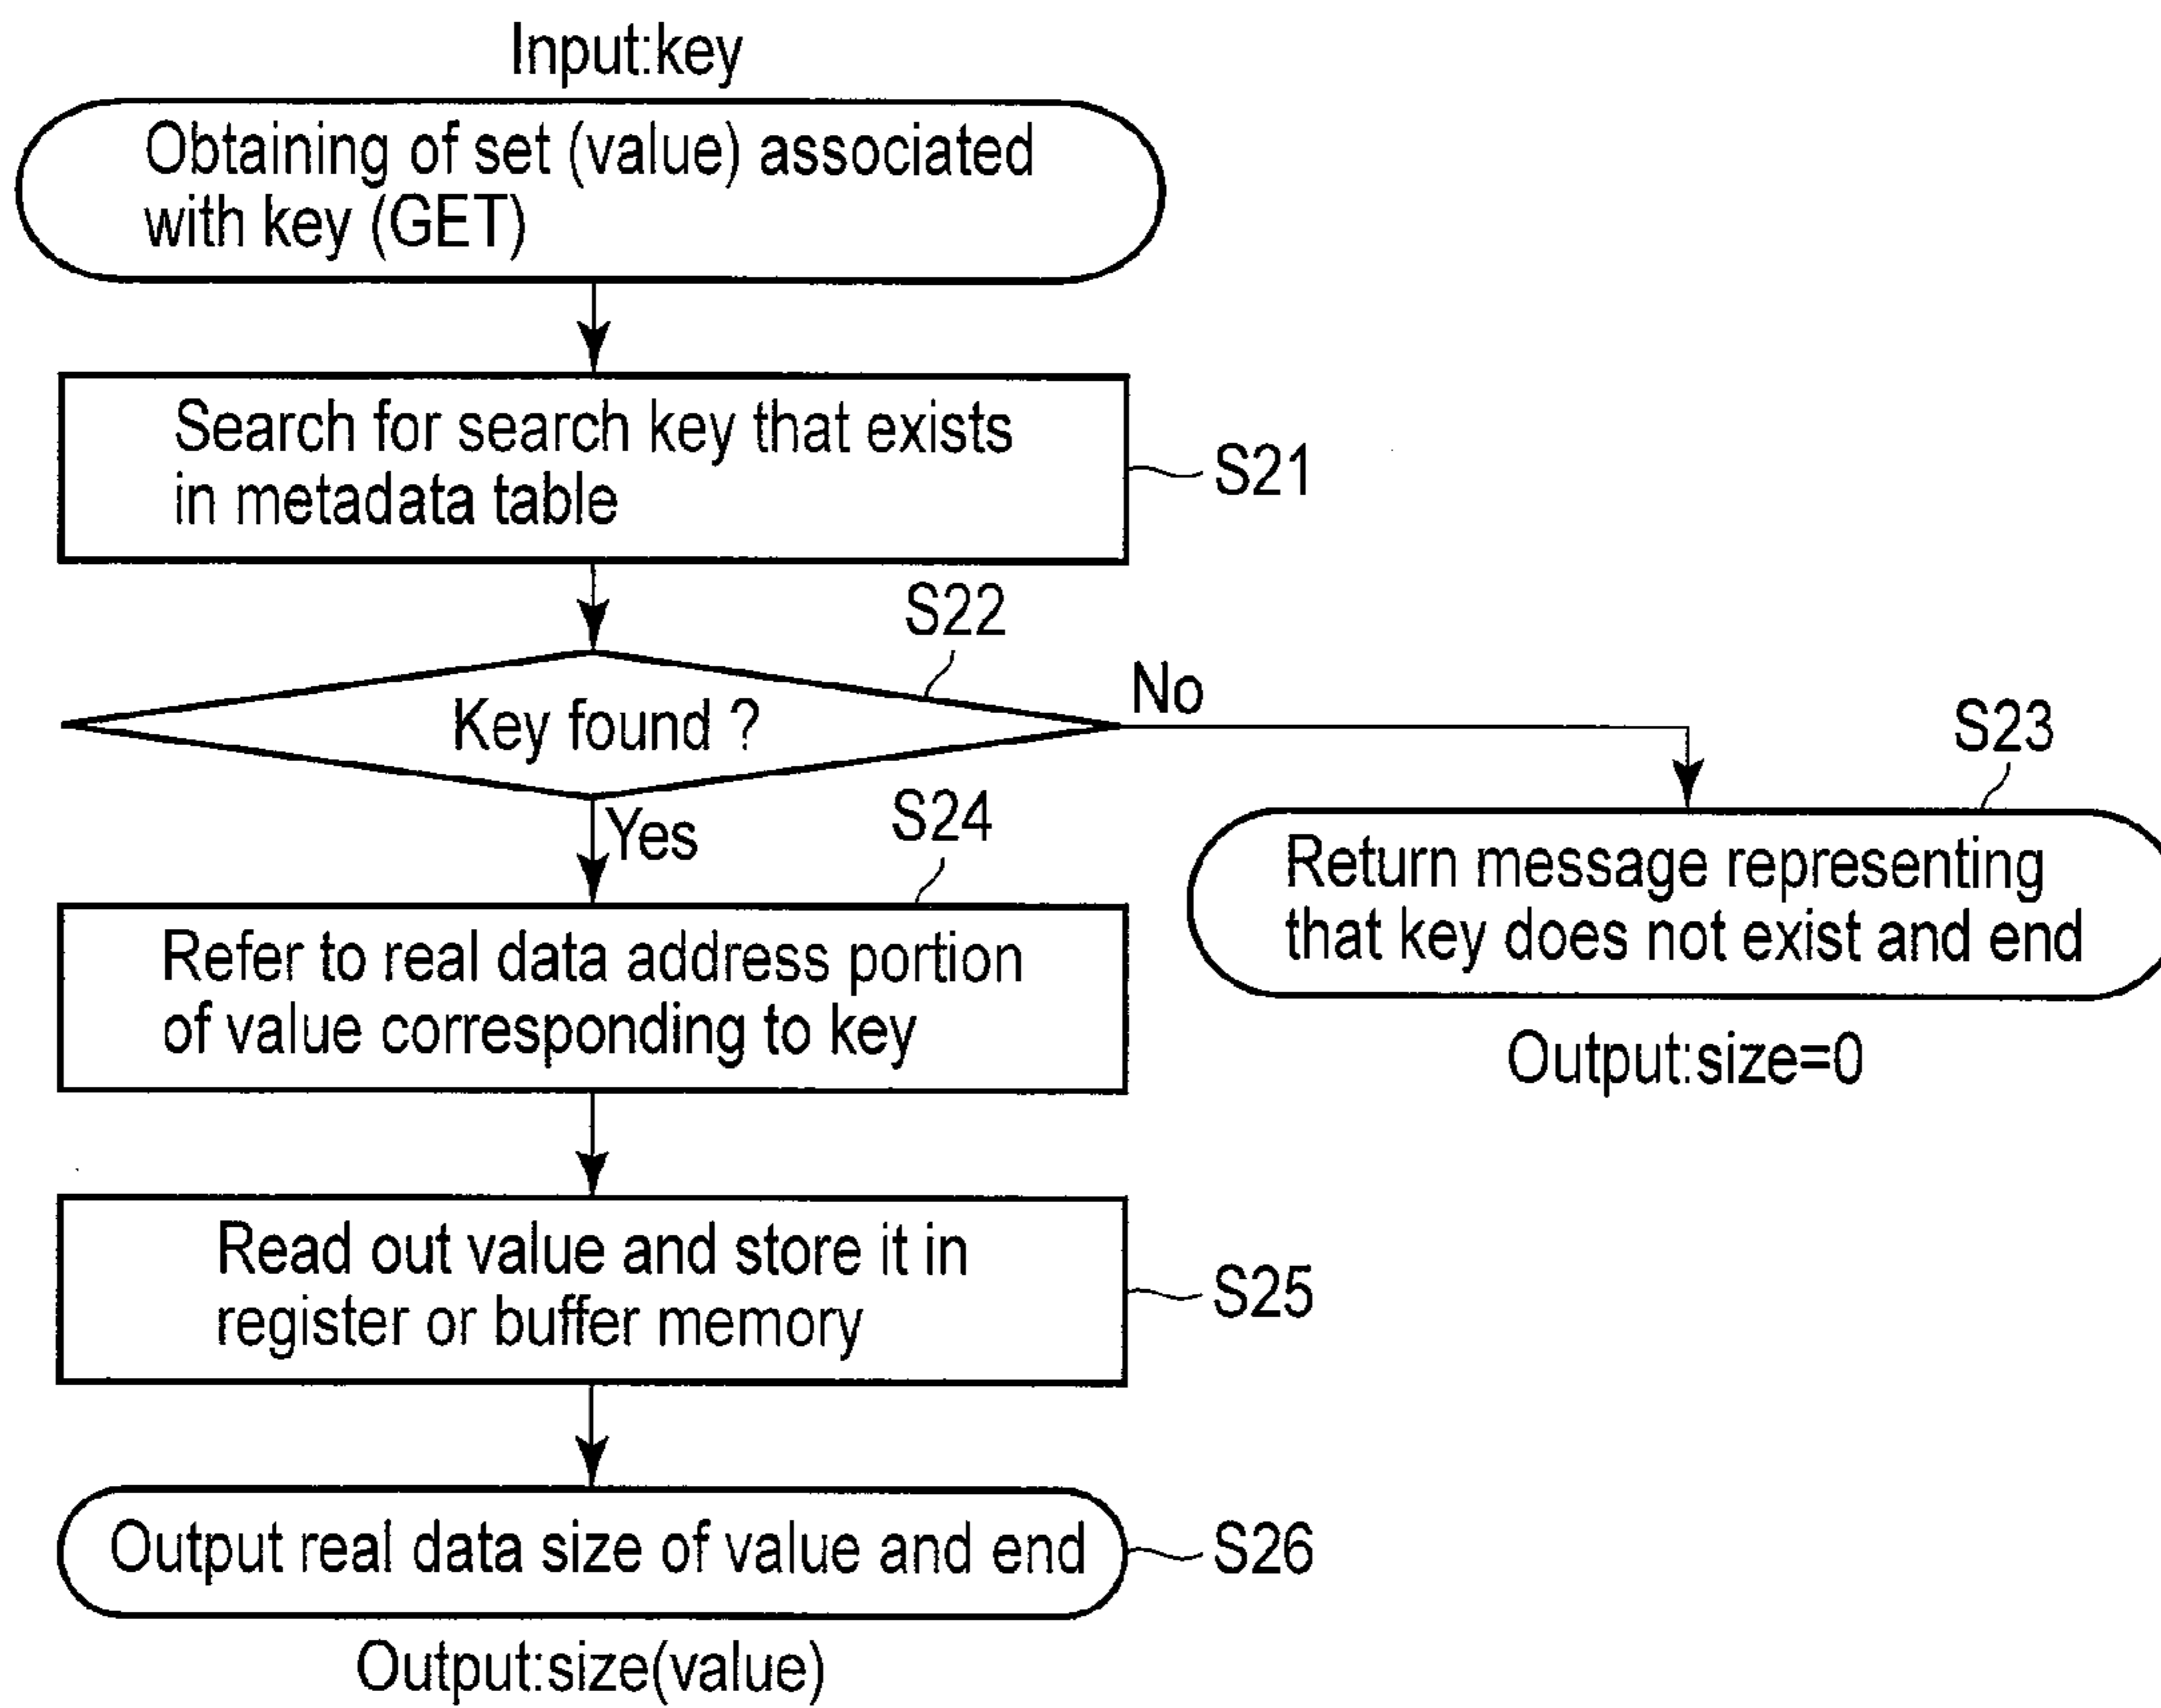 Input:key
Obtaining of set (value) associated
with key (GET)
Search for search key that exists
in metadata table
S21
S22
Key found ?
No
Yes
S23
Return message representing
that key does not exist and end
Output:size=0
S24
Refer to real data address portion
of value corresponding to key
Read out value and store it in
register or buffer memory
S25
Output real data size of value and end
S26
Output:size(value)